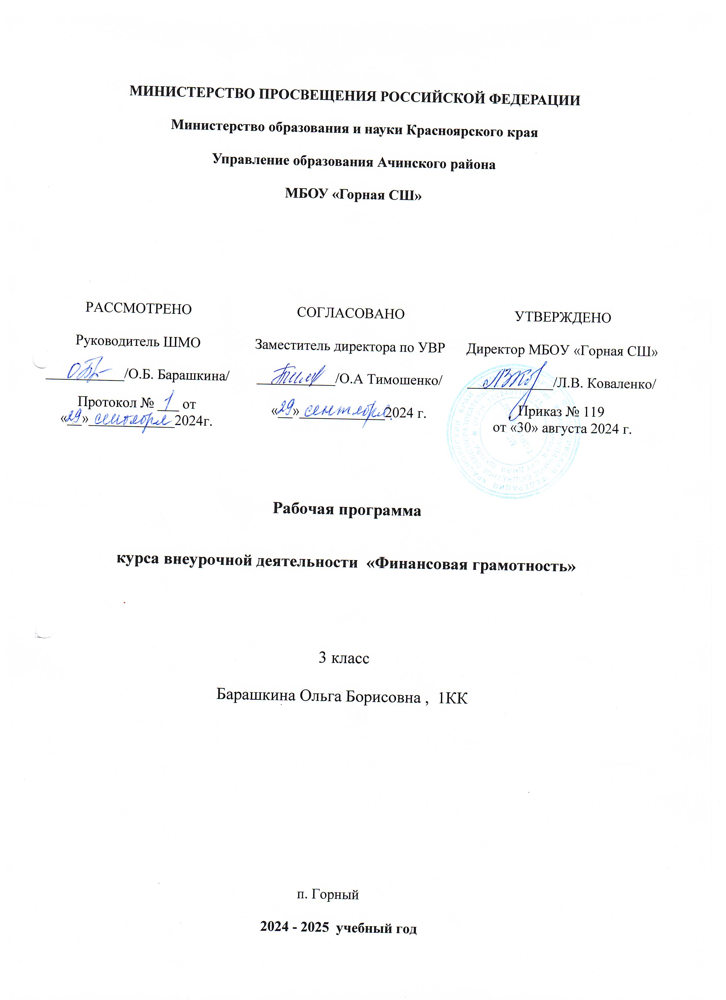 МИНИСТЕРСТВО ПРОСВЕЩЕНИЯ РОССИЙСКОЙ ФЕДЕРАЦИИ
Министерство образования и науки Красноярского края
Управление образования Ачинского района
МБОУ «Горная СШ»
РАССМОТРЕНО
Руководитель ШМО
/О.Б. Барашкина/
Протокол № 1 от
«29» сентября 2024г.
СОГЛАСОВАНО
Заместитель директора по УВР
/О.А Тимошенко/
«29» сентября 2024 г.
УТВЕРЖДЕНО
Директор МБОУ «Горная СШ»
/Л.В. Коваленко/
Приказ № 119
от «30» августа 2024 г.
Рабочая программа
курса внеурочной деятельности «Финансовая грамотность»
3 класс
Барашкина Ольга Борисовна , 1КК
п. Горный
2024 - 2025 учебный год